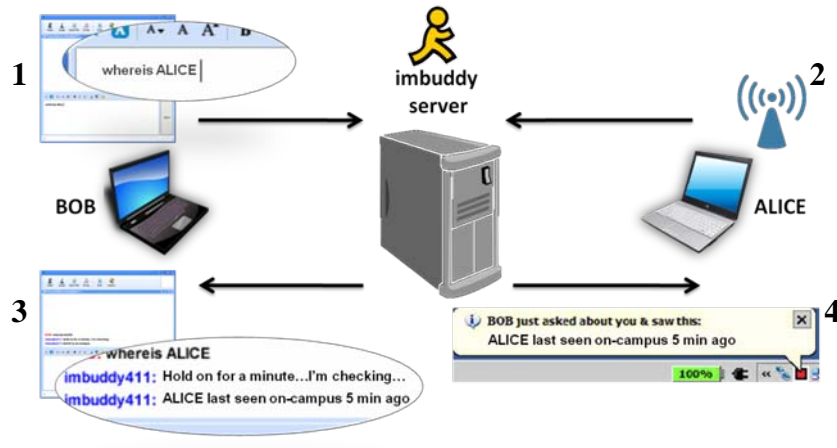 1
whereis ALICE
imbuddy
server
2
BOB
ALICE
3
whereis ALICE
imbuddy411: Hold on for a minute...I'm checking...
imbuddy411: ALICE last seen on-campus 5 min ago
4
BOB just asked about you & saw this:
ALICE last seen on-campus 5 min ago
100%